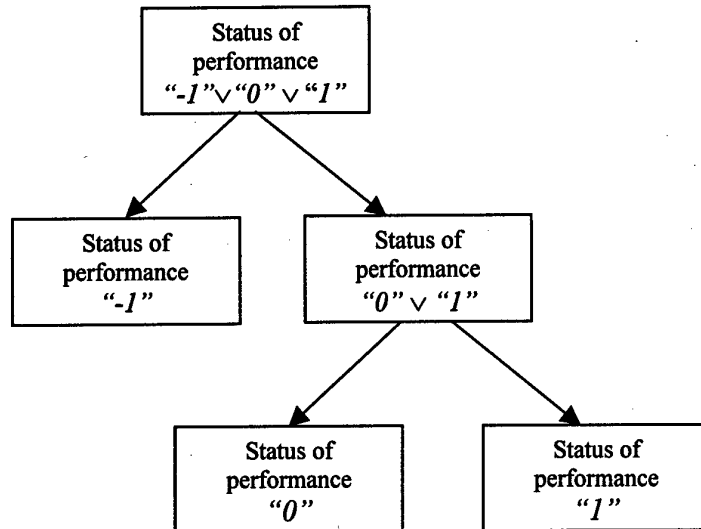 Status of
performance
“-1”∨“0” ∨ “1”
Status of
performance
“-1”
Status of
performance
“0” ∨ “1”
Status of
performance
“0”
Status of
performance
“1”